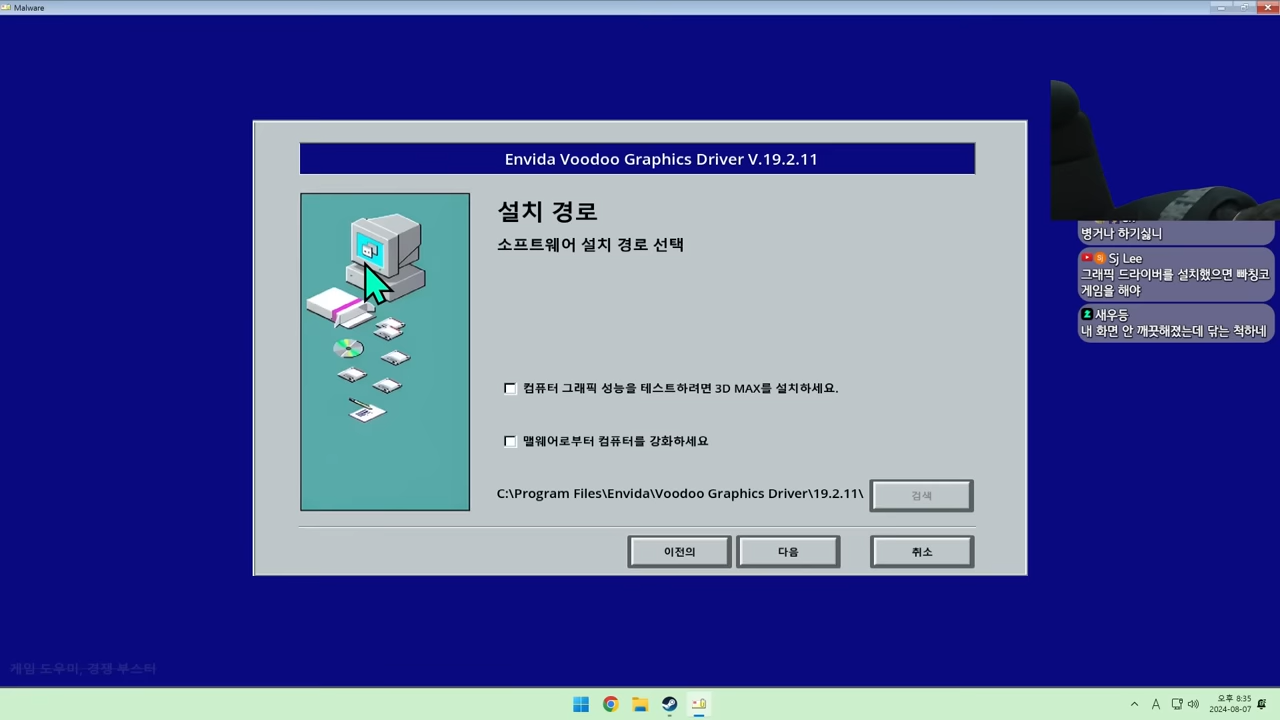 Malware
Envida Voodoo Graphics Driver V.19.2.11
설치 경로
소프트웨어 설치 경로 선택
컴퓨터 그래픽 성능을 테스트하려면 3D MAX를 설치하세요.
맬웨어로부터 컴퓨터를 강화하세요
C:\Program Files\Envida\Voodoo Graphics Driver\19.2.11\
검색
이전의
다음
취소
병거나 하기싫니
Sj Lee
그래픽 드라이버를 설치했으면 빠칭코
게임을 해야
새우등
내 화면 안 깨끗해졌는데 닦는 척하네
게임 도우미, 경쟁 부스터
A
오후 8:35
2024-08-07